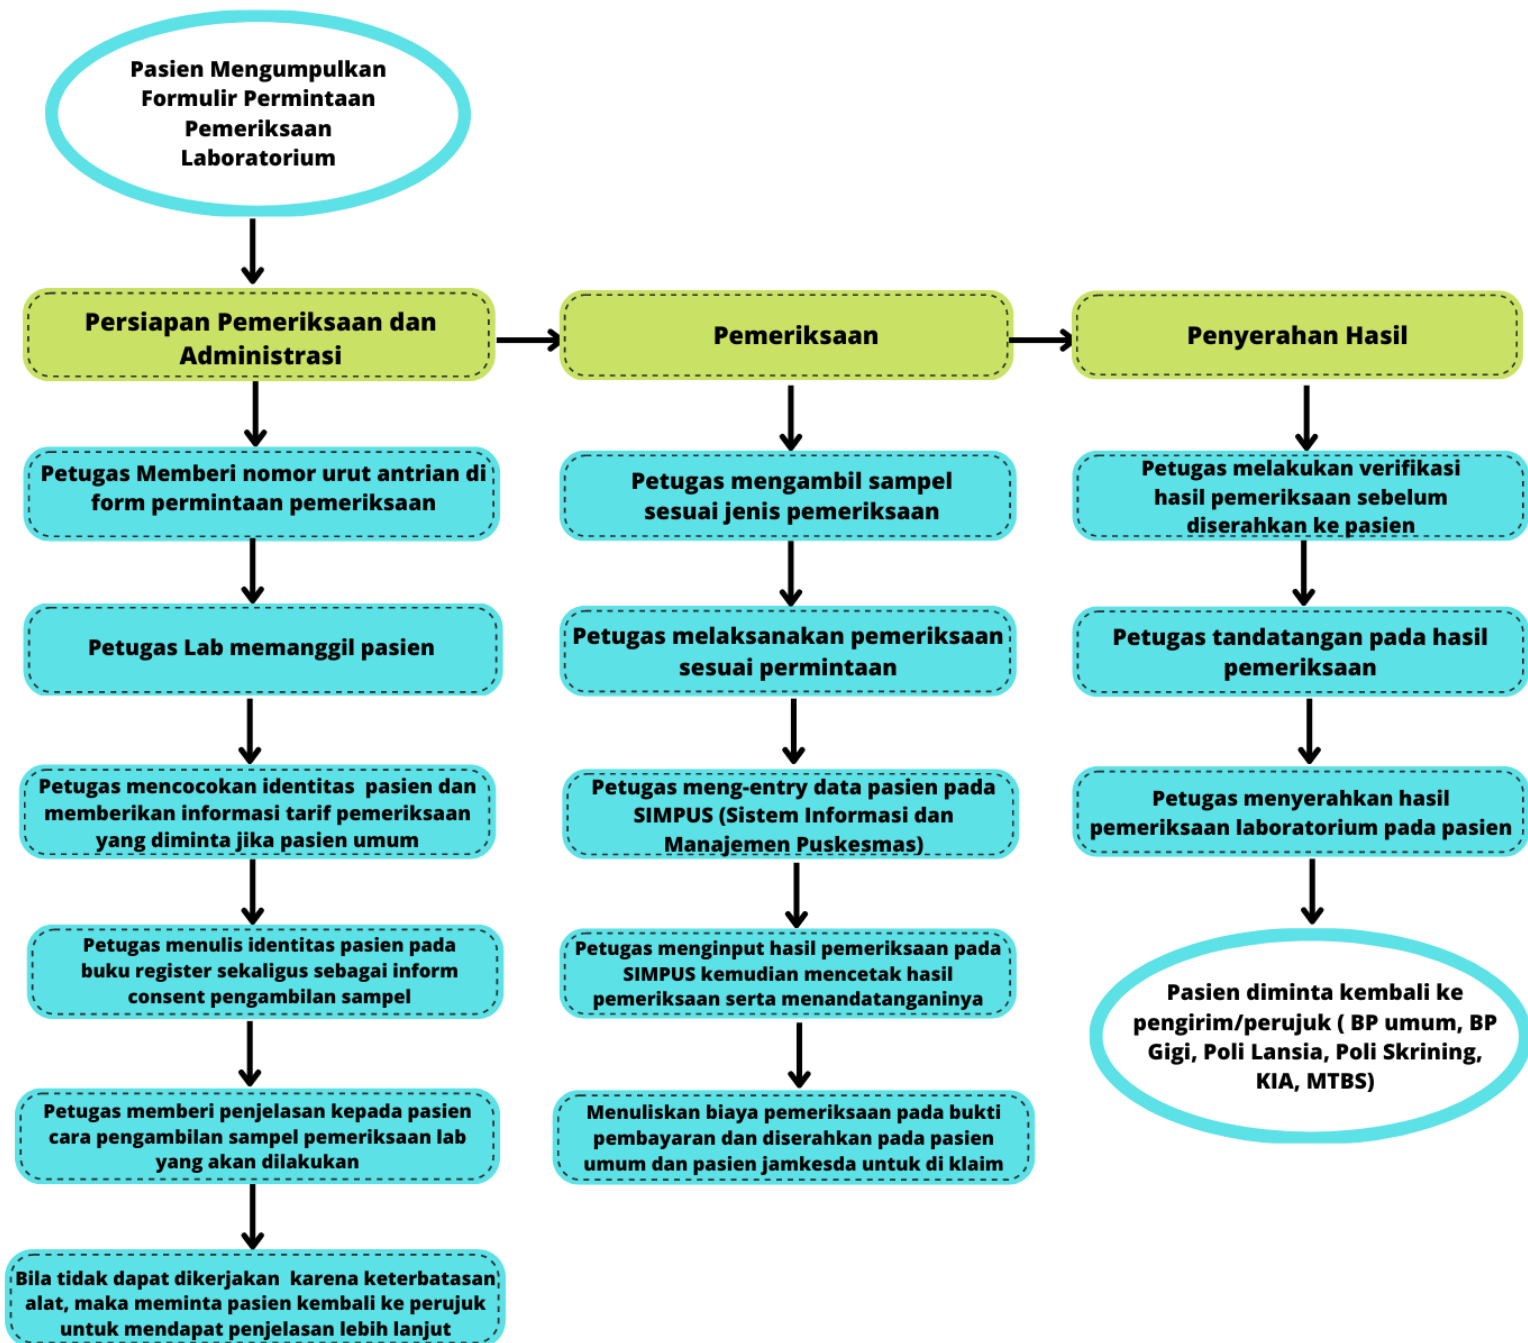 Pasien Mengumpulkan
Formulir Permintaan
Pemeriksaan
Laboratorium
Persiapan Pemeriksaan dan
Administrasi
Petugas Memberi nomor urut antrian di
form permintaan pemeriksaan
Petugas Lab memanggil pasien
Petugas mencocokan identitas pasien dan
memberikan informasi tarif pemeriksaan
yang diminta jika pasien umum
Petugas menulis identitas pasien pada
buku register sekaligus sebagai inform
consent pengambilan sampel
Petugas memberi penjelasan kepada pasien
cara pengambilan sampel pemeriksaan lab
yang akan dilakukan
Bila tidak dapat dikerjakan karena keterbatasan
alat, maka meminta pasien kembali ke perujuk
untuk mendapat penjelasan lebih lanjut
Pemeriksaan
Petugas mengambil sampel
sesuai jenis pemeriksaan
Petugas melaksanakan pemeriksaan
sesuai permintaan
Petugas meng-entry data pasien pada
SIMPUS (Sistem Informasi dan
Manajemen Puskesmas)
Petugas menginput hasil pemeriksaan pada
SIMPUS kemudian mencetak hasil
pemeriksaan serta menandatanganinya
Menuliskan biaya pemeriksaan pada bukti
pembayaran dan diserahkan pada pasien
umum dan pasien jamkesda untuk di klaim
Penyerahan Hasil
Petugas melakukan verifikasi
hasil pemeriksaan sebelum
diserahkan ke pasien
Petugas tandatangan pada hasil
pemeriksaan
Petugas menyerahkan hasil
pemeriksaan laboratorium pada pasien
Pasien diminta kembali ke
pengirim/perujuk ( BP umum, BP
Gigi, Poli Lansia, Poli Skrining,
KIA, MTBS)